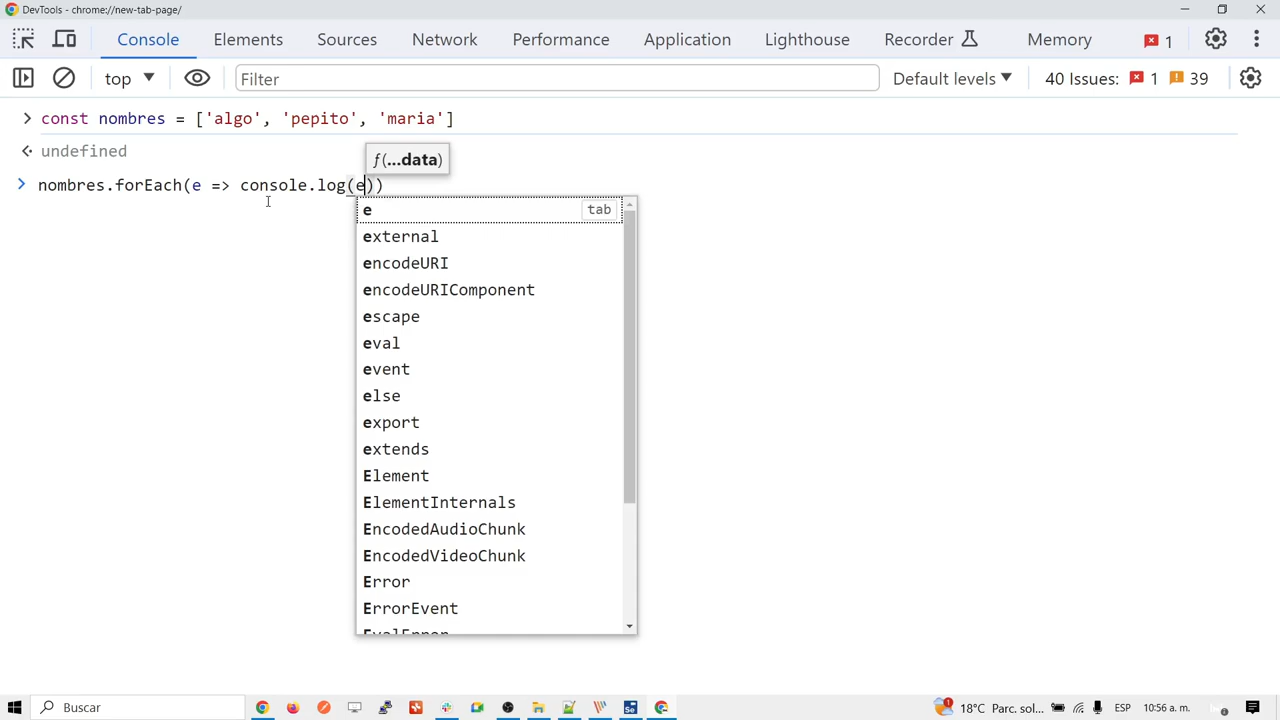 DevTools - chrome://new-tab-page/
Console Elements Sources Network Performance Application Lighthouse Recorder Memory 1
top Filter Default levels 40 Issues: 1 39
const nombres = ['algo', 'pepito', 'maria']
undefined
ƒ(...data)
nombres.forEach(e => console.log(e))
e tab
external
encodeURI
encodeURIComponent
escape
eval
event
else
export
extends
Element
ElementInternals
EncodedAudioChunk
EncodedVideoChunk
Error
ErrorEvent
EvalError
Buscar 18°C Parc. sol... ESP 10:56 a. m.